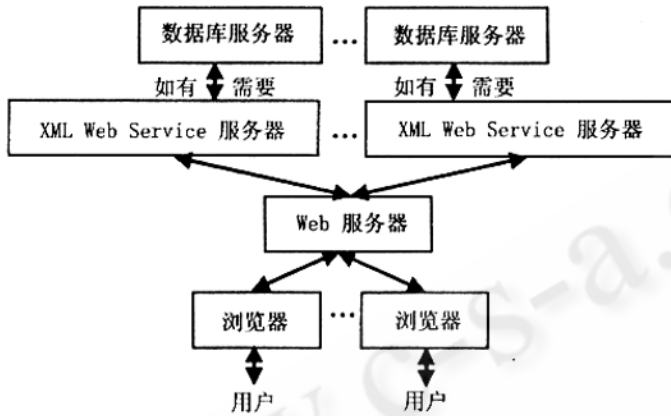 数据库服务器 … 数据库服务器
如有 需要 如有 需要
XML Web Service 服务器 … XML Web Service 服务器
Web 服务器
浏览器 … 浏览器
用户 用户